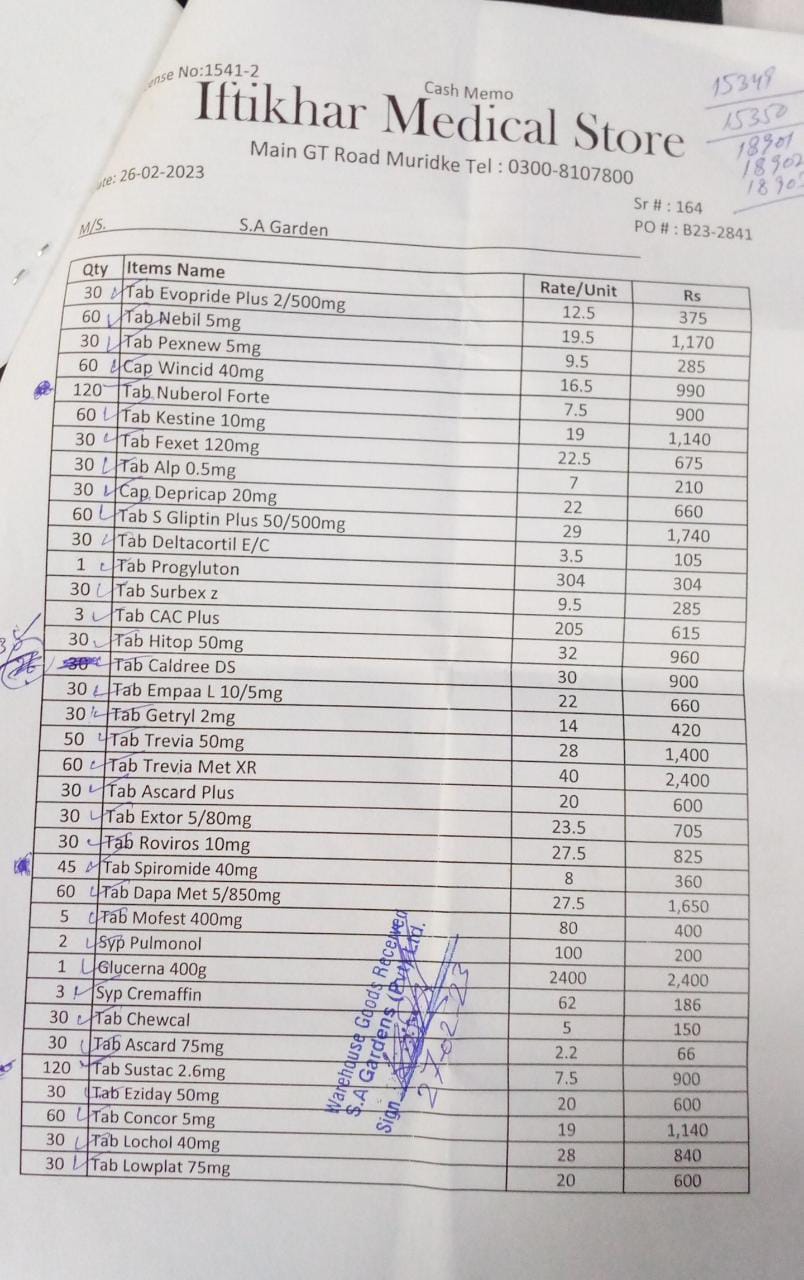 ense No:1541-2
Cash Memo
Iftikhar Medical Store
Main GT Road Muridke Tel : 0300-8107800
15349
15350
18901
18902
ate: 26-02-2023
Sr # : 164
PO # : B23-2841
M/S. S.A Garden
Qty Items Name Rate/Unit Rs
30 Tab Evopride Plus 2/500mg 12.5 375
60 Tab Nebil 5mg 19.5 1,170
30 Tab Pexnew 5mg 9.5 285
60 Cap Wincid 40mg 16.5 990
120 Tab Nuberol Forte 7.5 900
60 Tab Kestine 10mg 19 1,140
30 Tab Fexet 120mg 22.5 675
30 Tab Alp 0.5mg 7 210
30 Cap Depricap 20mg 22 660
60 Tab S Gliptin Plus 50/500mg 29 1,740
30 Tab Deltacortil E/C 3.5 105
1 Tab Progyluton 304 304
30 Tab Surbex z 9.5 285
3 Tab CAC Plus 205 615
30 Tab Hitop 50mg 32 960
30 Tab Caldree DS 30 900
30 Tab Empaa L 10/5mg 22 660
30 Tab Getryl 2mg 14 420
50 Tab Trevia 50mg 28 1,400
60 Tab Trevia Met XR 40 2,400
30 Tab Ascard Plus 20 600
30 Tab Extor 5/80mg 23.5 705
30 Tab Roviros 10mg 27.5 825
45 Tab Spiromide 40mg 8 360
60 Tab Dapa Met 5/850mg 27.5 1,650
5 Tab Mofest 400mg 80 400
2 Syp Pulmonol 100 200
1 Glycerna 400g 2400 2,400
3 Syp Cremaffin 62 186
30 Tab Chewcal 5 150
30 Tab Ascard 75mg 2.2 66
120 Tab Sustac 2.6mg 7.5 900
30 Tab Eziday 50mg 20 600
60 Tab Concor 5mg 19 1,140
30 Tab Lochol 40mg 28 840
30 Tab Lowplat 75mg 20 600
Warehouse Goods Received
S.A Gardens (Pvt) Ltd.
Sign
27-02-23